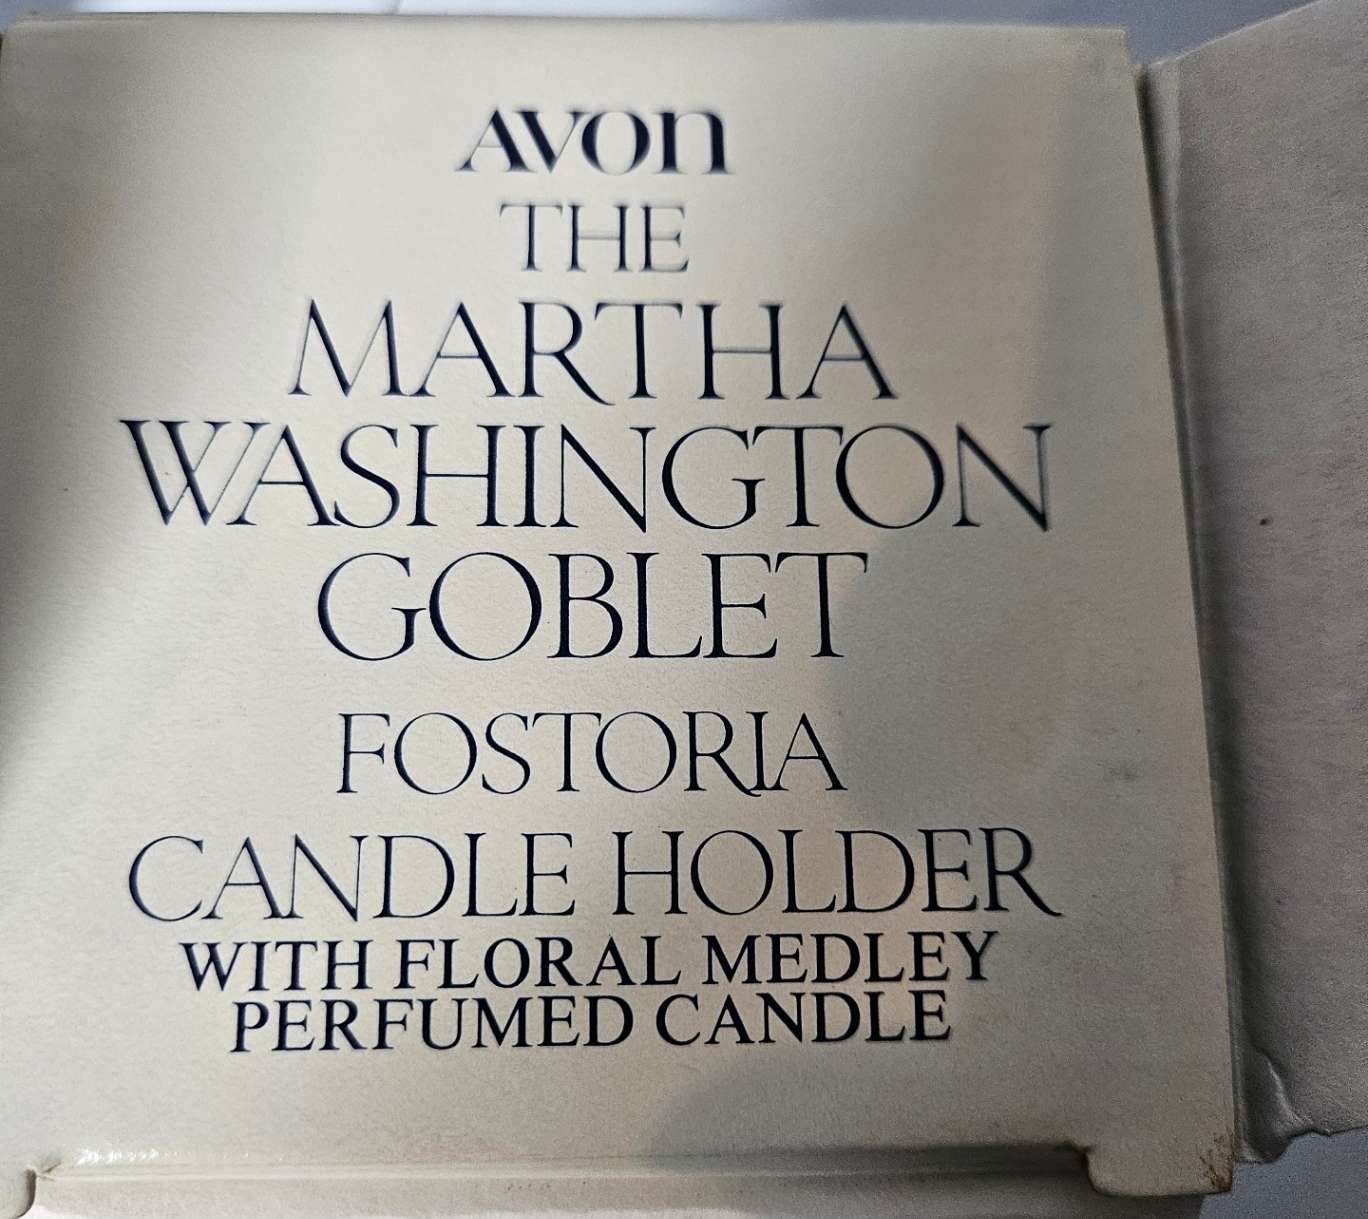 AVON
THE
MARTHA
WASHINGTON
GOBLET
FOSTORIA
CANDLE HOLDER
WITH FLORAL MEDLEY
PERFUMED CANDLE